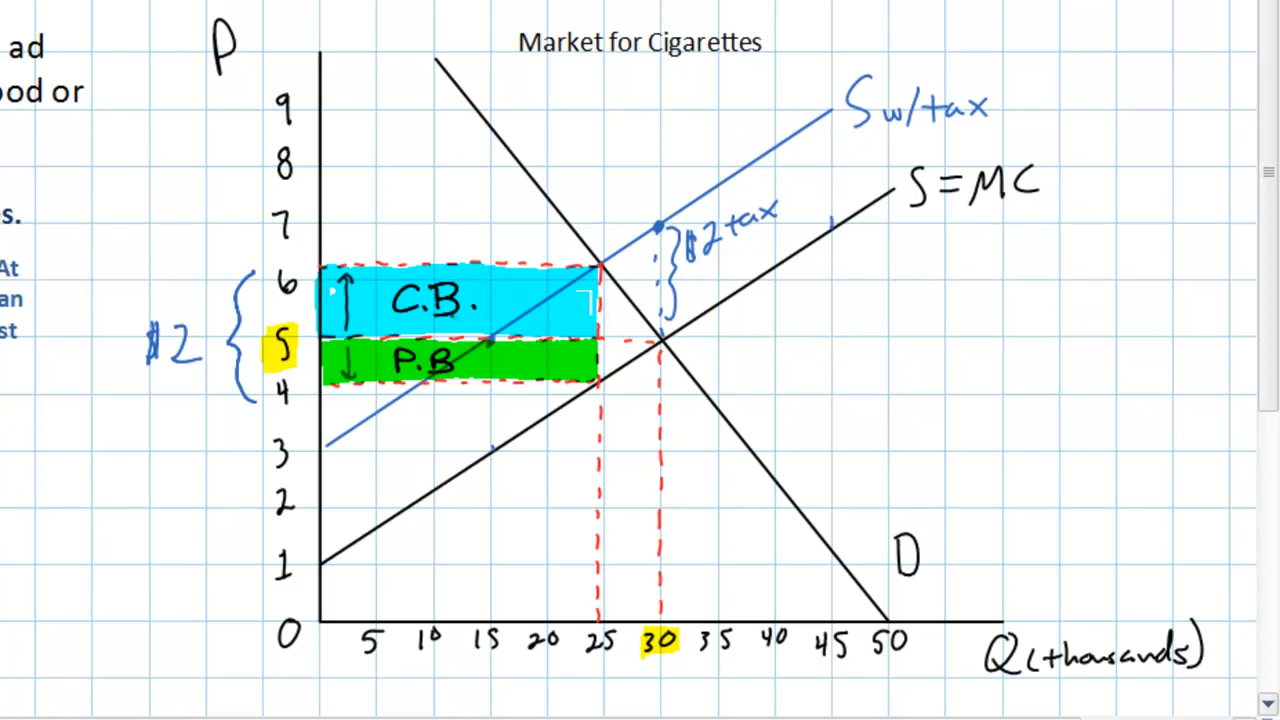 ad
ood or
s.
At
an
st
Market for Cigarettes
P
9
8
7
6
5
4
3
2
1
0
$2
C.B.
P.B
$2 tax
S w/tax
S=MC
D
5 10 15 20 25 30 35 40 45 50
Q (thousands)